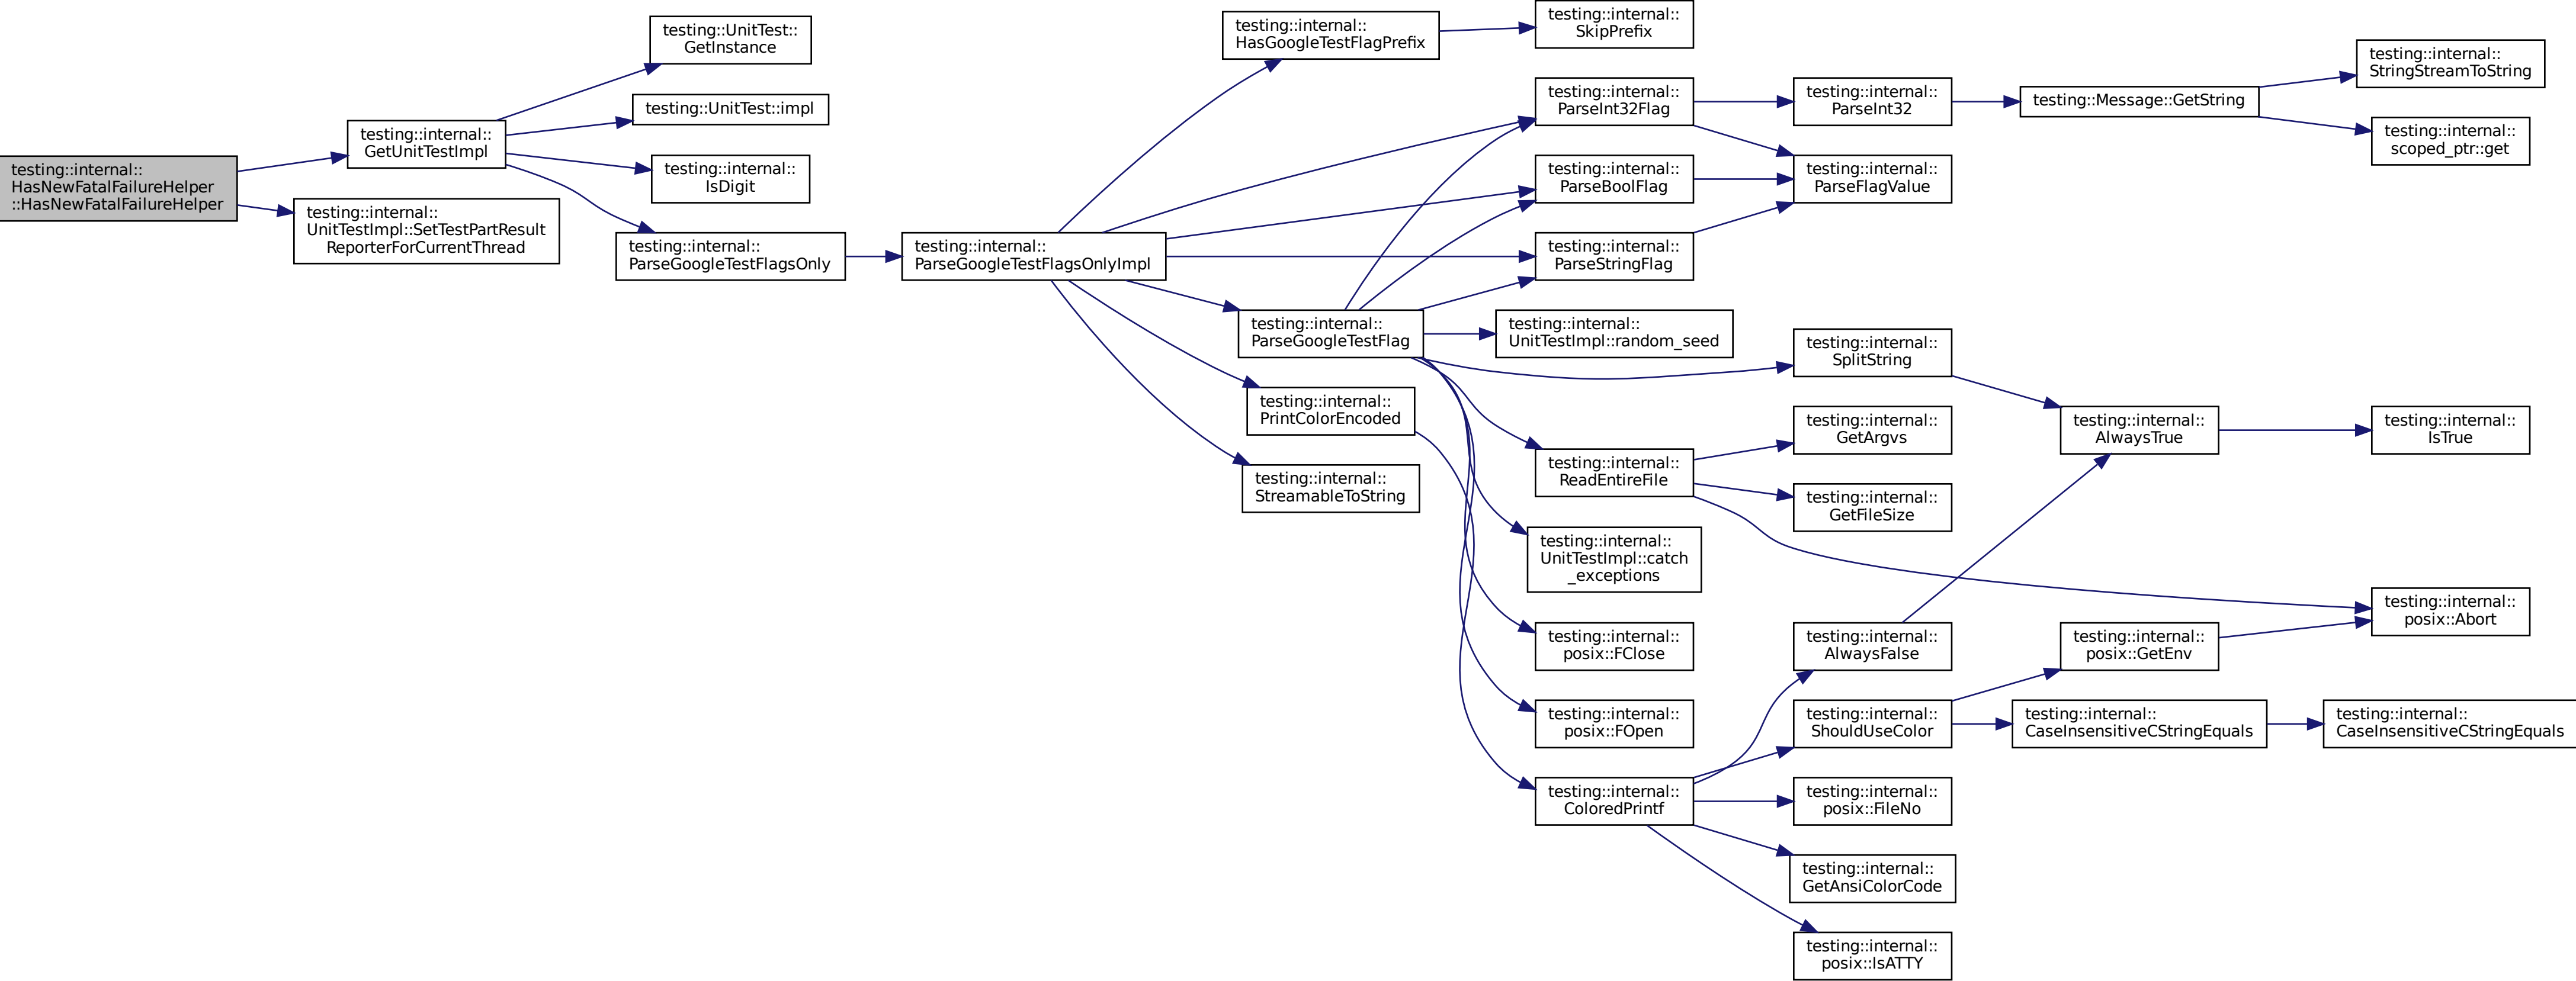 testing::internal::
HasNewFatalFailureHelper
::HasNewFatalFailureHelper
testing::internal::
GetUnitTestImpl
testing::internal::
UnitTestImpl::SetTestPartResult
ReporterForCurrentThread
testing::UnitTest::
GetInstance
testing::UnitTest::impl
testing::internal::
IsDigit
testing::internal::
ParseGoogleTestFlagsOnly
testing::internal::
ParseGoogleTestFlagsOnlyImpl
testing::internal::
HasGoogleTestFlagPrefix
testing::internal::
ParseGoogleTestFlag
testing::internal::
PrintColorEncoded
testing::internal::
StreamableToString
testing::internal::
SkipPrefix
testing::internal::
ParseInt32Flag
testing::internal::
ParseBoolFlag
testing::internal::
ParseStringFlag
testing::internal::
UnitTestImpl::random_seed
testing::internal::
ReadEntireFile
testing::internal::
UnitTestImpl::catch
_exceptions
testing::internal::
posix::FClose
testing::internal::
posix::FOpen
testing::internal::
ColoredPrintf
testing::internal::
ParseInt32
testing::internal::
ParseFlagValue
testing::internal::
SplitString
testing::internal::
GetArgvs
testing::internal::
GetFileSize
testing::internal::
AlwaysFalse
testing::internal::
ShouldUseColor
testing::internal::
posix::FileNo
testing::internal::
GetAnsiColorCode
testing::internal::
posix::IsATTY
testing::Message::GetString
testing::internal::
AlwaysTrue
testing::internal::
posix::GetEnv
testing::internal::
CaseInsensitiveCStringEquals
testing::internal::
StringStreamToString
testing::internal::
scoped_ptr::get
testing::internal::
IsTrue
testing::internal::
posix::Abort
testing::internal::
CaseInsensitiveCStringEquals